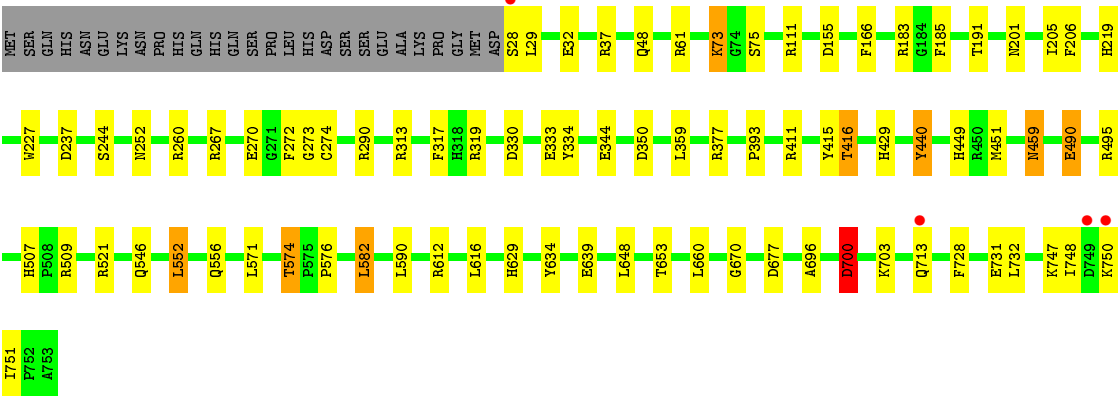 MET SER GLN HIS ASN GLU LYS ASN PRO HIS GLN HIS GLN SER PRO LEU HIS ASP SER SER GLU ALA LYS PRO GLY MET ASP S28 L29 E32 R37 Q48 R61 K73 G74 S75 R111 D155 F166 R183 G184 F185 T191 N201 I205 F206 H219
W227 D237 S244 N252 R260 R267 E270 G271 F272 G273 C274 R290 R313 F317 H318 R319 D330 E333 Y334 E344 D350 L359 R377 P393 R411 Y415 T416 H429 Y440 H449 R450 M451 N459 E490 R495
H507 P508 R509 R521 Q546 L552 Q556 L571 T574 P575 P576 L582 L590 R612 L616 H629 Y634 E639 L648 T653 L660 G670 D677 A696 D700 K703 Q713 F728 E731 L732 K747 I748 D749 K750
I751 P752 A753